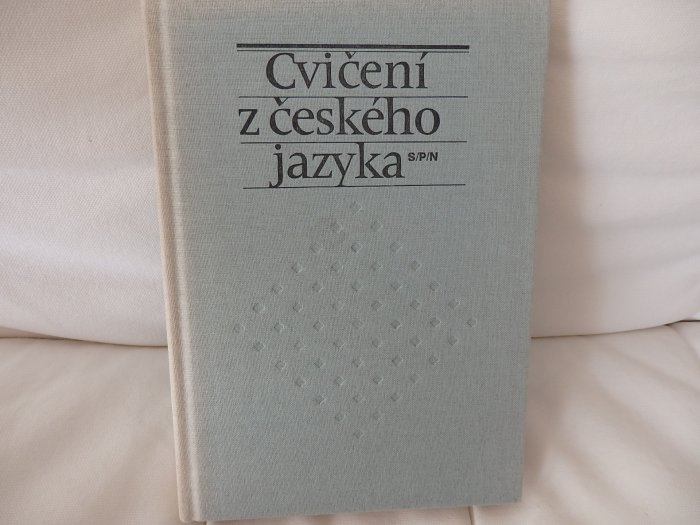 Cvičení
z českého
jazyka S/P/N